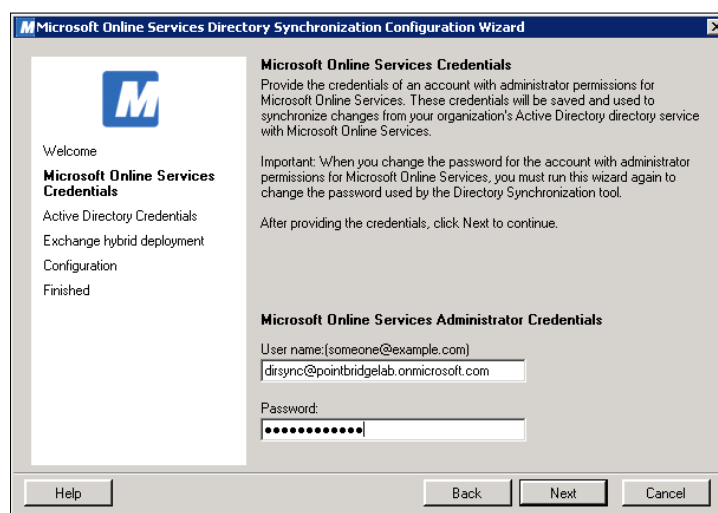 Microsoft Online Services Directory Synchronization Configuration Wizard
M
Welcome
Microsoft Online Services
Credentials
Active Directory Credentials
Exchange hybrid deployment
Configuration
Finished
Microsoft Online Services Credentials
Provide the credentials of an account with administrator permissions for
Microsoft Online Services. These credentials will be saved and used to
synchronize changes from your organization's Active Directory directory service
with Microsoft Online Services.
Important: When you change the password for the account with administrator
permissions for Microsoft Online Services, you must run this wizard again to
change the password used by the Directory Synchronization tool.
After providing the credentials, click Next to continue.
Microsoft Online Services Administrator Credentials
User name:(someone@example.com)
dirsync@pointbridgelab.onmicrosoft.com
Password:
●●●●●●●●●●●●
Help
Back
Next
Cancel